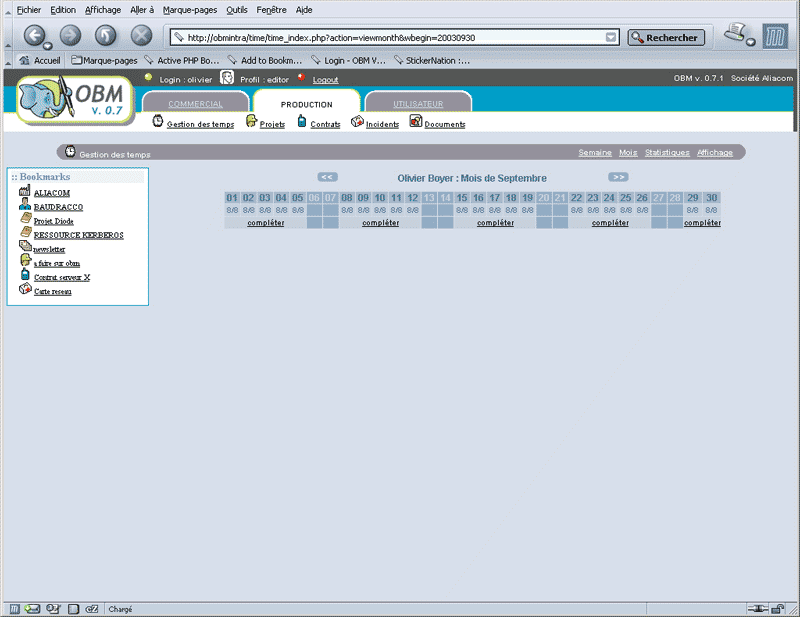 Fichier Edition Affichage Aller à Marque-pages Outils Fenêtre Aide
http://obmintra/time/time_index.php?action=viewmonth&wbegin=20030930 Rechercher
Accueil Marque-pages Active PHP Bo... Add to Bookm... Login - OBM V... StickerNation :...
Login : olivier Profil : editor Logout OBM v. 0.7.1 Société Aliacom
OBM
v. 0.7
COMMERCIAL PRODUCTION UTILISATEUR
Gestion des temps Projets Contrats Incidents Documents
Gestion des temps Semaine Mois Statistiques Affichage
:: Bookmarks
ALIACOM
BAUDRACCO
Projet Diode
RESSOURCE KERBEROS
newsletter
a faire sur obm
Contrat serveur X
Carte reseau
<< Olivier Boyer : Mois de Septembre >>
01 02 03 04 05 06 07 08 09 10 11 12 13 14 15 16 17 18 19 20 21 22 23 24 25 26 27 28 29 30
8/8 8/8 8/8 8/8 8/8 8/8 8/8 8/8 8/8 8/8 8/8 8/8 8/8 8/8 8/8 8/8 8/8 8/8 8/8 8/8 8/8 8/8
compléter compléter compléter compléter compléter
Chargé